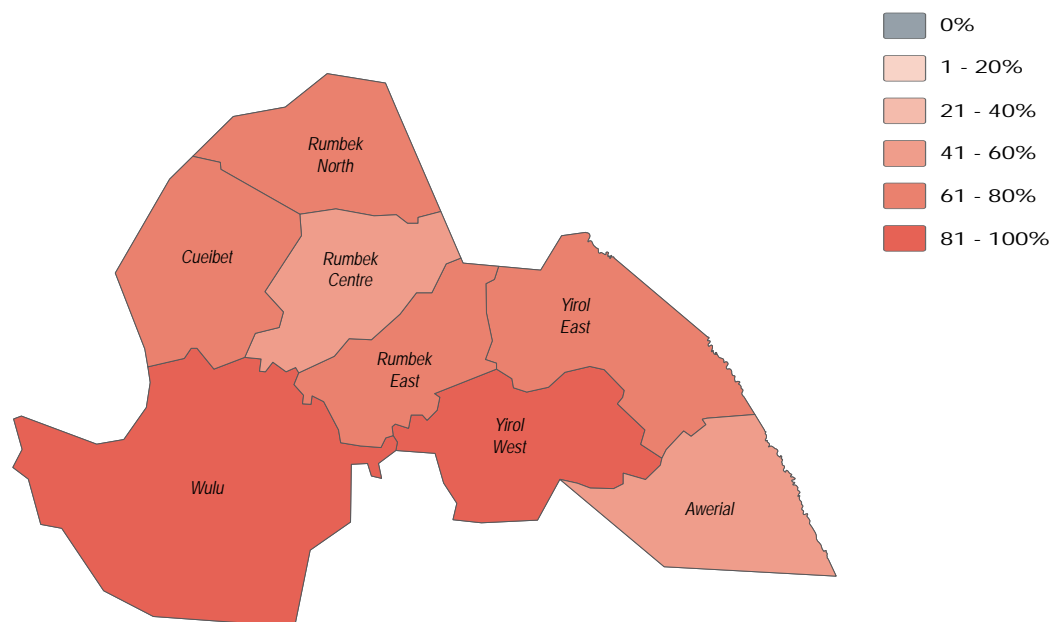 0%
1 - 20%
21 - 40%
41 - 60%
61 - 80%
81 - 100%
Rumbek
North
Cueibet
Rumbek
Centre
Yirol
East
Rumbek
East
Yirol
West
Wulu
Awerial